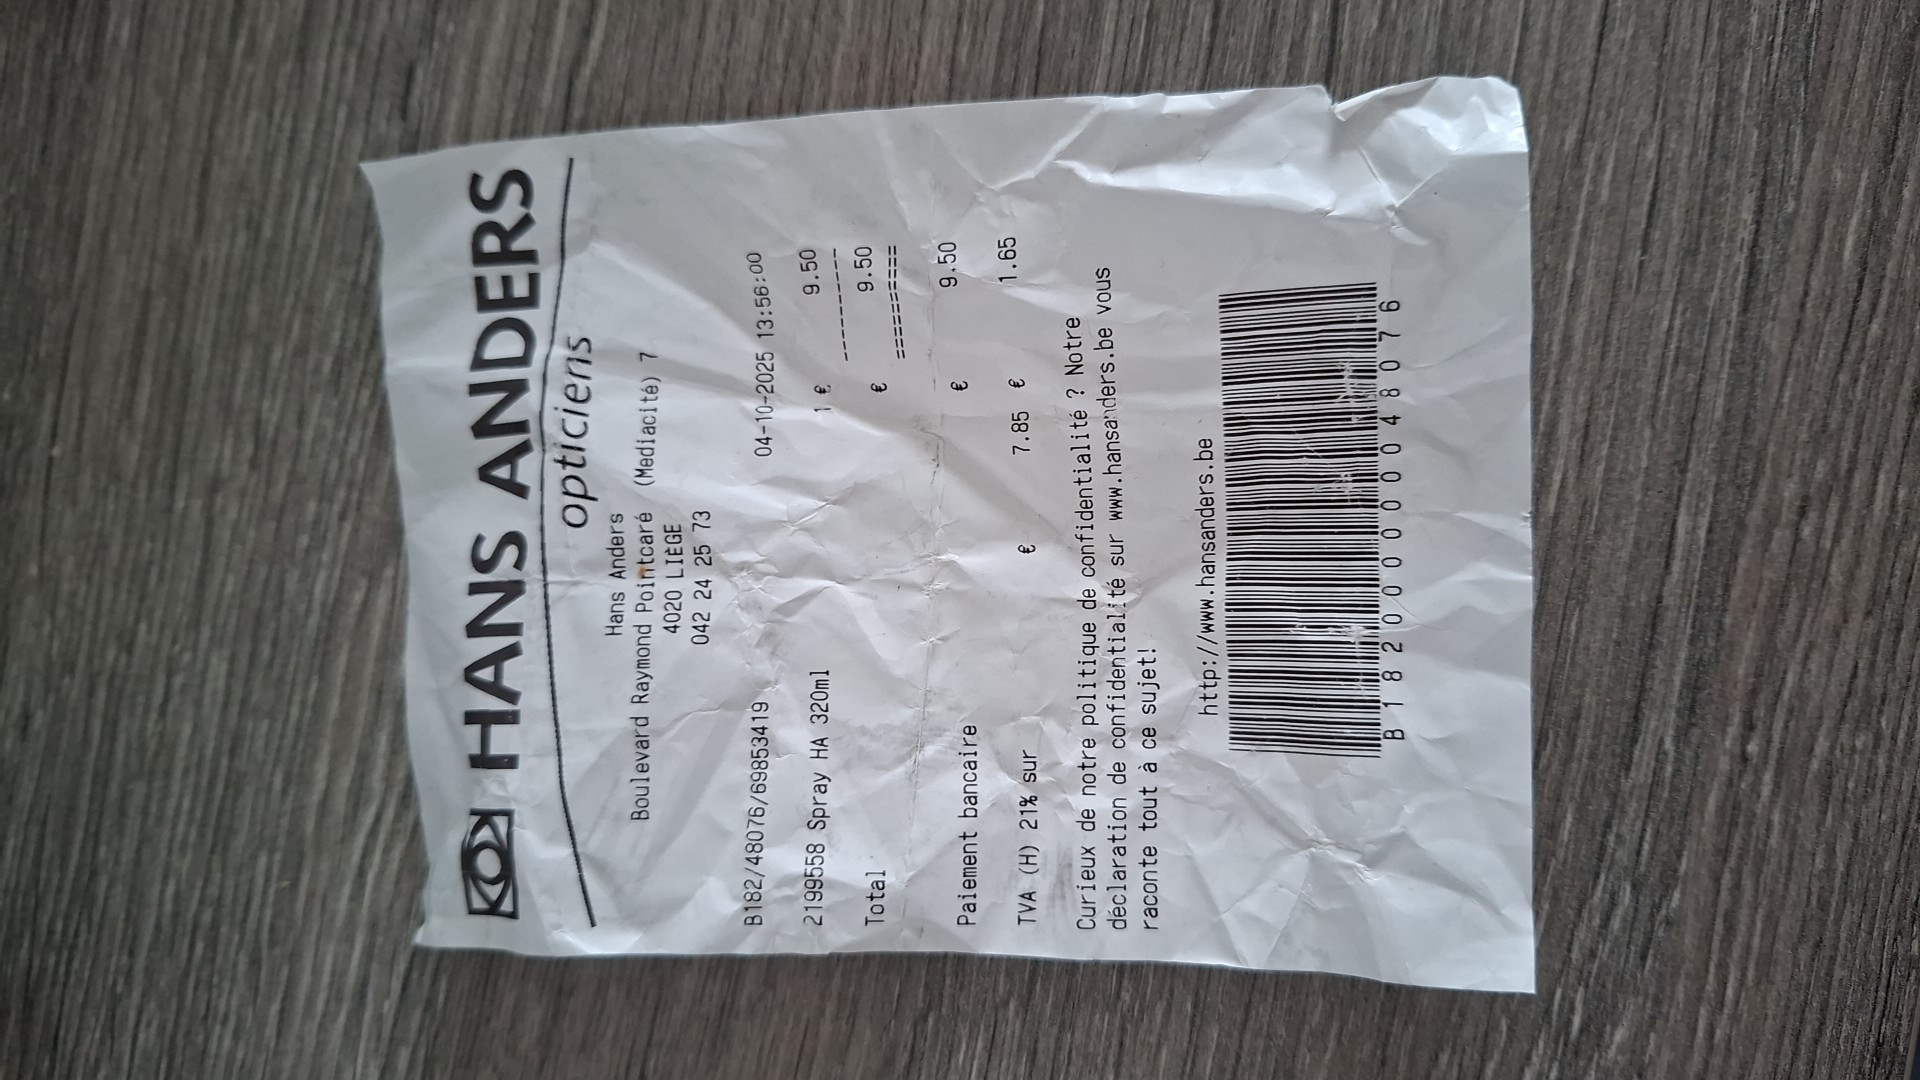 HANS ANDERS
opticiens
Hans Anders
Boulevard Raymond Pointcaré (Mediacité) 7
4020 LIEGE
042 24 25 73
B182/48076/69853419 04-10-2025 13:56:00
2199558 Spray HA 320ml 1 € 9.50
----------
Total € 9.50
==========
Paiement bancaire € 9.50
TVA (H) 21% sur € 7.85 € 1.65
Curieux de notre politique de confidentialité ? Notre
déclaration de confidentialité sur www.hansanders.be vous
raconte tout à ce sujet!
http://www.hansanders.be
B182000000048076